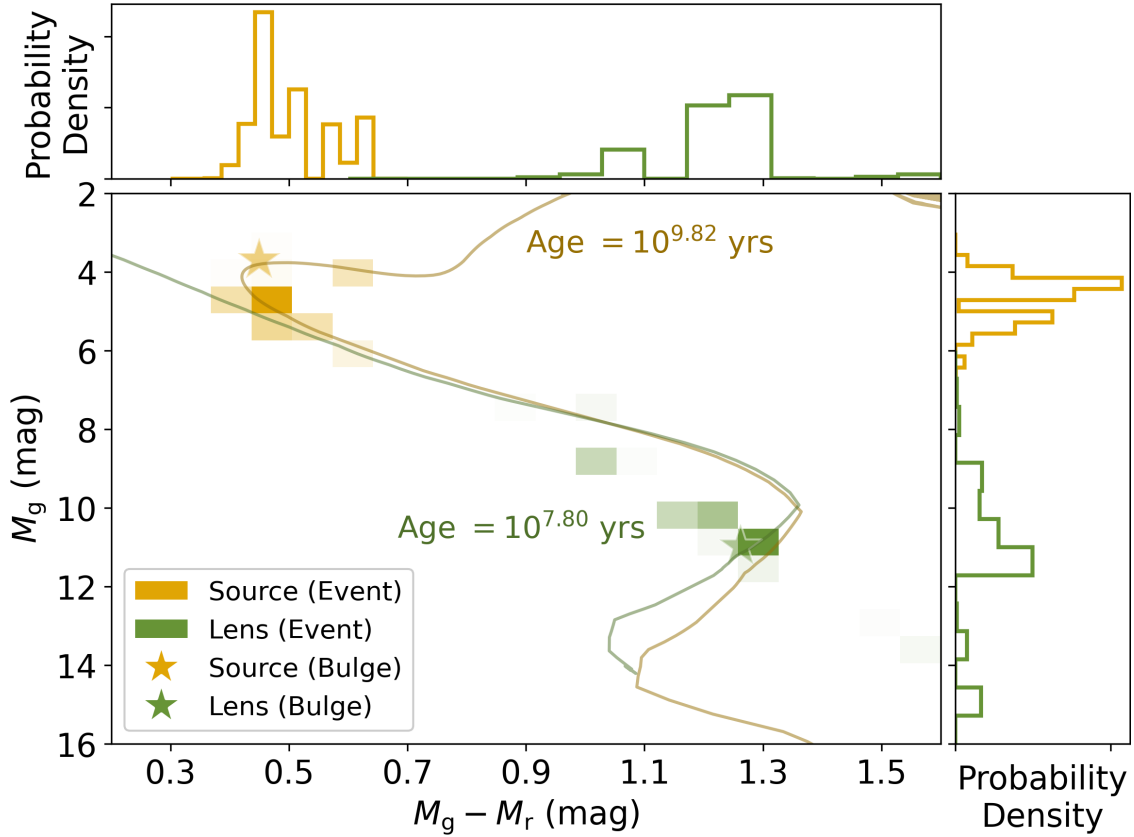 Probability
Density
2
4
6
8
10
12
14
16
M_g (mag)
Age = 10^9.82 yrs
Age = 10^7.80 yrs
Source (Event)
Lens (Event)
Source (Bulge)
Lens (Bulge)
0.3 0.5 0.7 0.9 1.1 1.3 1.5
M_g − M_r (mag)
Probability
Density